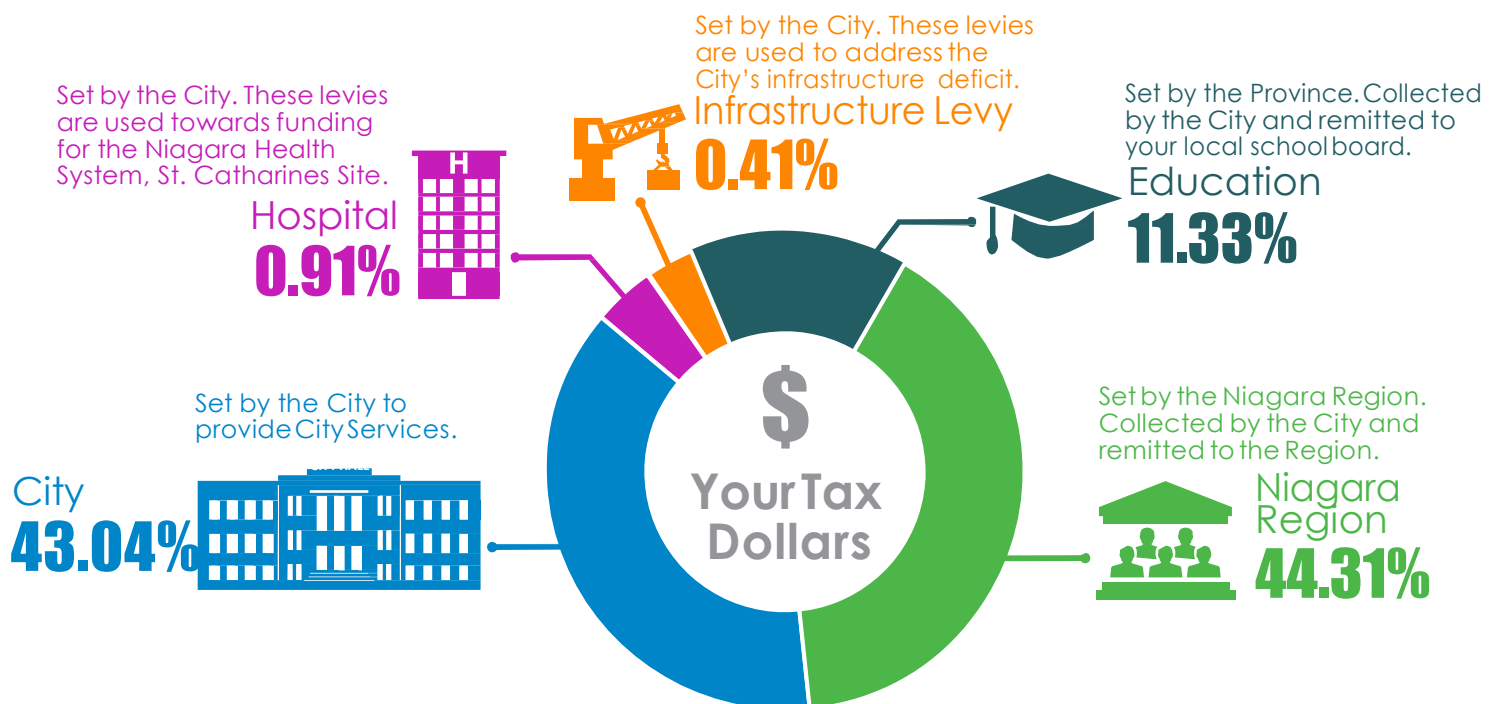 Set by the City. These levies
are used to address the
City's infrastructure deficit.
Infrastructure Levy
0.41%
Set by the City. These levies
are used towards funding
for the Niagara Health
System, St. Catharines Site.
Hospital
0.91%
H
Set by the Province. Collected
by the City and remitted to
your local school board.
Education
11.33%
Set by the City to
provide City Services.
City
43.04%
$
Your Tax
Dollars
Set by the Niagara Region.
Collected by the City and
remitted to the Region.
Niagara
Region
44.31%